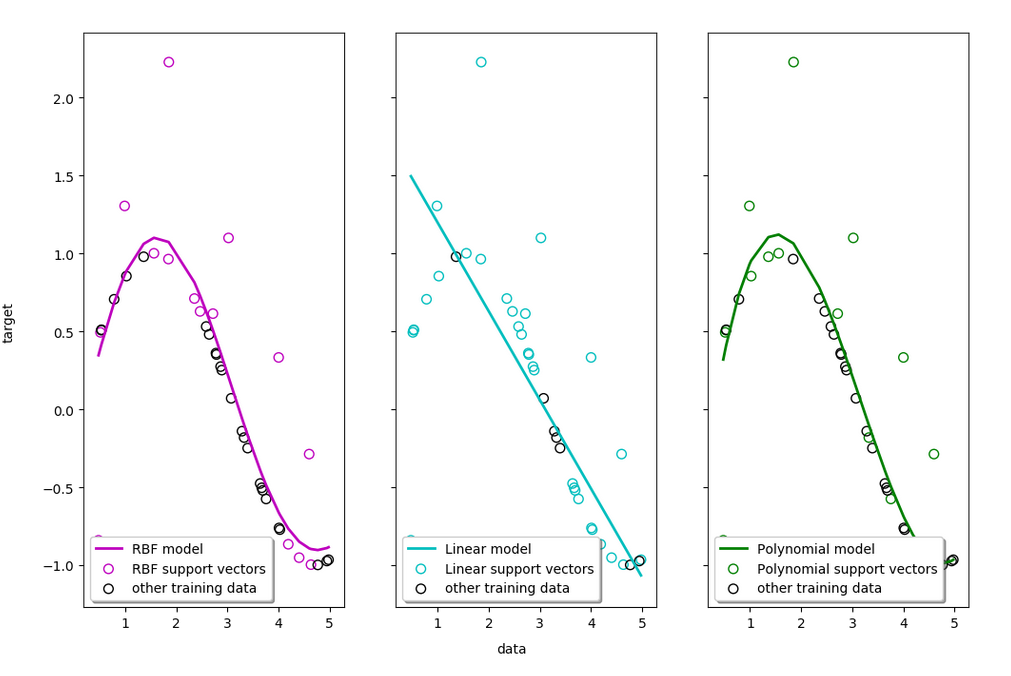 target
2.0
1.5
1.0
0.5
0.0
−0.5
−1.0
RBF model
RBF support vectors
other training data
1 2 3 4 5
Linear model
Linear support vectors
other training data
1 2 3 4 5
Polynomial model
Polynomial support vectors
other training data
1 2 3 4 5
data